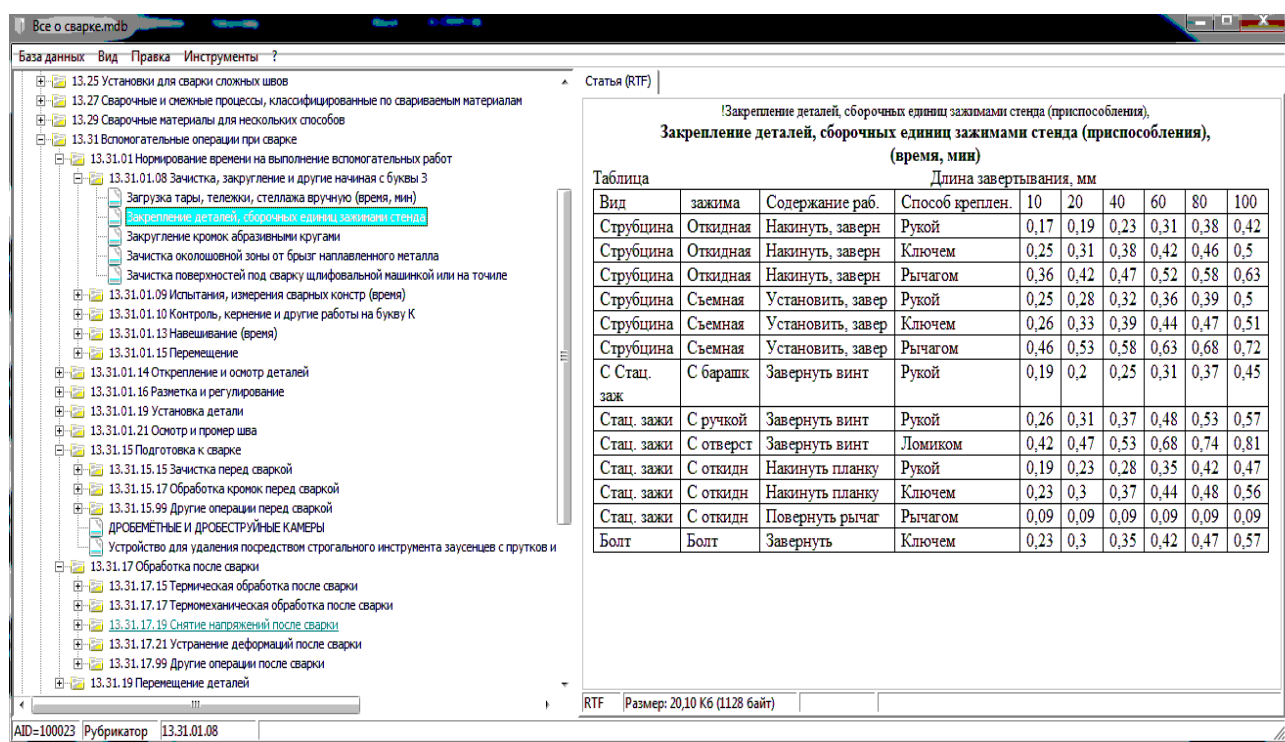 Все о сварке.mdb
База данных Вид Правка Инструменты ?
13.25 Установки для сварки сложных швов
13.27 Сварочные и смежные процессы, классифицированные по свариваемым материалам
13.29 Сварочные материалы для нескольких способов
13.31 Вспомогательные операции при сварке
13.31.01 Нормирование времени на выполнение вспомогательных работ
13.31.01.08 Зачистка, закругление и другие начиная с буквы З
Загрузка тары, тележки, стеллажа вручную (время, мин)
Закрепление деталей, сборочных единиц зажимами стенда
Закругление кромок абразивными кругами
Зачистка околошовной зоны от брызг наплавленного металла
Зачистка поверхностей под сварку щлифовальной машинкой или на точиле
13.31.01.09 Испытания, измерения сварных констр (время)
13.31.01.10 Контроль, кернение и другие работы на букву К
13.31.01.13 Навешивание (время)
13.31.01.15 Перемещение
13.31.01.14 Открепление и осмотр деталей
13.31.01.16 Разметка и регулирование
13.31.01.19 Установка детали
13.31.01.21 Осмотр и промер шва
13.31.15 Подготовка к сварке
13.31.15.15 Зачистка перед сваркой
13.31.15.17 Обработка кромок перед сваркой
13.31.15.99 Другие операции перед сваркой
ДРОБЕМЁТНЫЕ И ДРОБЕСТРУЙНЫЕ КАМЕРЫ
Устройство для удаления посредством строгального инструмента заусенцев с прутков и
13.31.17 Обработка после сварки
13.31.17.15 Термическая обработка после сварки
13.31.17.17 Термомеханическая обработка после сварки
13.31.17.19 Снятие напряжений после сварки
13.31.17.21 Устранение деформаций после сварки
13.31.17.99 Другие операции после сварки
13.31.19 Перемещение деталей
Статья (RTF)
!Закрепление деталей, сборочных единиц зажимами стенда (приспособления),
Закрепление деталей, сборочных единиц зажимами стенда (приспособления),
(время, мин)
Таблица Длина завертывания, мм
Вид зажима Содержание раб. Способ креплен. 10 20 40 60 80 100
Струбцина Откидная Накинуть, заверн Рукой 0,17 0,19 0,23 0,31 0,38 0,42
Струбцина Откидная Накинуть, заверн Ключем 0,25 0,31 0,38 0,42 0,46 0,5
Струбцина Откидная Накинуть, заверн Рычагом 0,36 0,42 0,47 0,52 0,58 0,63
Струбцина Съемная Установить, завер Рукой 0,25 0,28 0,32 0,36 0,39 0,5
Струбцина Съемная Установить, завер Ключем 0,26 0,33 0,39 0,44 0,47 0,51
Струбцина Съемная Установить, завер Рычагом 0,46 0,53 0,58 0,63 0,68 0,72
С Стац. С барашк Завернуть винт Рукой 0,19 0,2 0,25 0,31 0,37 0,45
заж
Стац. зажи С ручкой Завернуть винт Рукой 0,26 0,31 0,37 0,48 0,53 0,57
Стац. зажи С отверст Завернуть винт Ломиком 0,42 0,47 0,53 0,68 0,74 0,81
Стац. зажи С откидн Накинуть планку Рукой 0,19 0,23 0,28 0,35 0,42 0,47
Стац. зажи С откидн Накинуть планку Ключем 0,23 0,3 0,37 0,44 0,48 0,56
Стац. зажи С откидн Повернуть рычаг Рычагом 0,09 0,09 0,09 0,09 0,09 0,09
Болт Болт Завернуть Ключем 0,23 0,3 0,35 0,42 0,47 0,57
RTF Размер: 20,10 Кб (1128 байт)
AID=100023 Рубрикатор 13.31.01.08